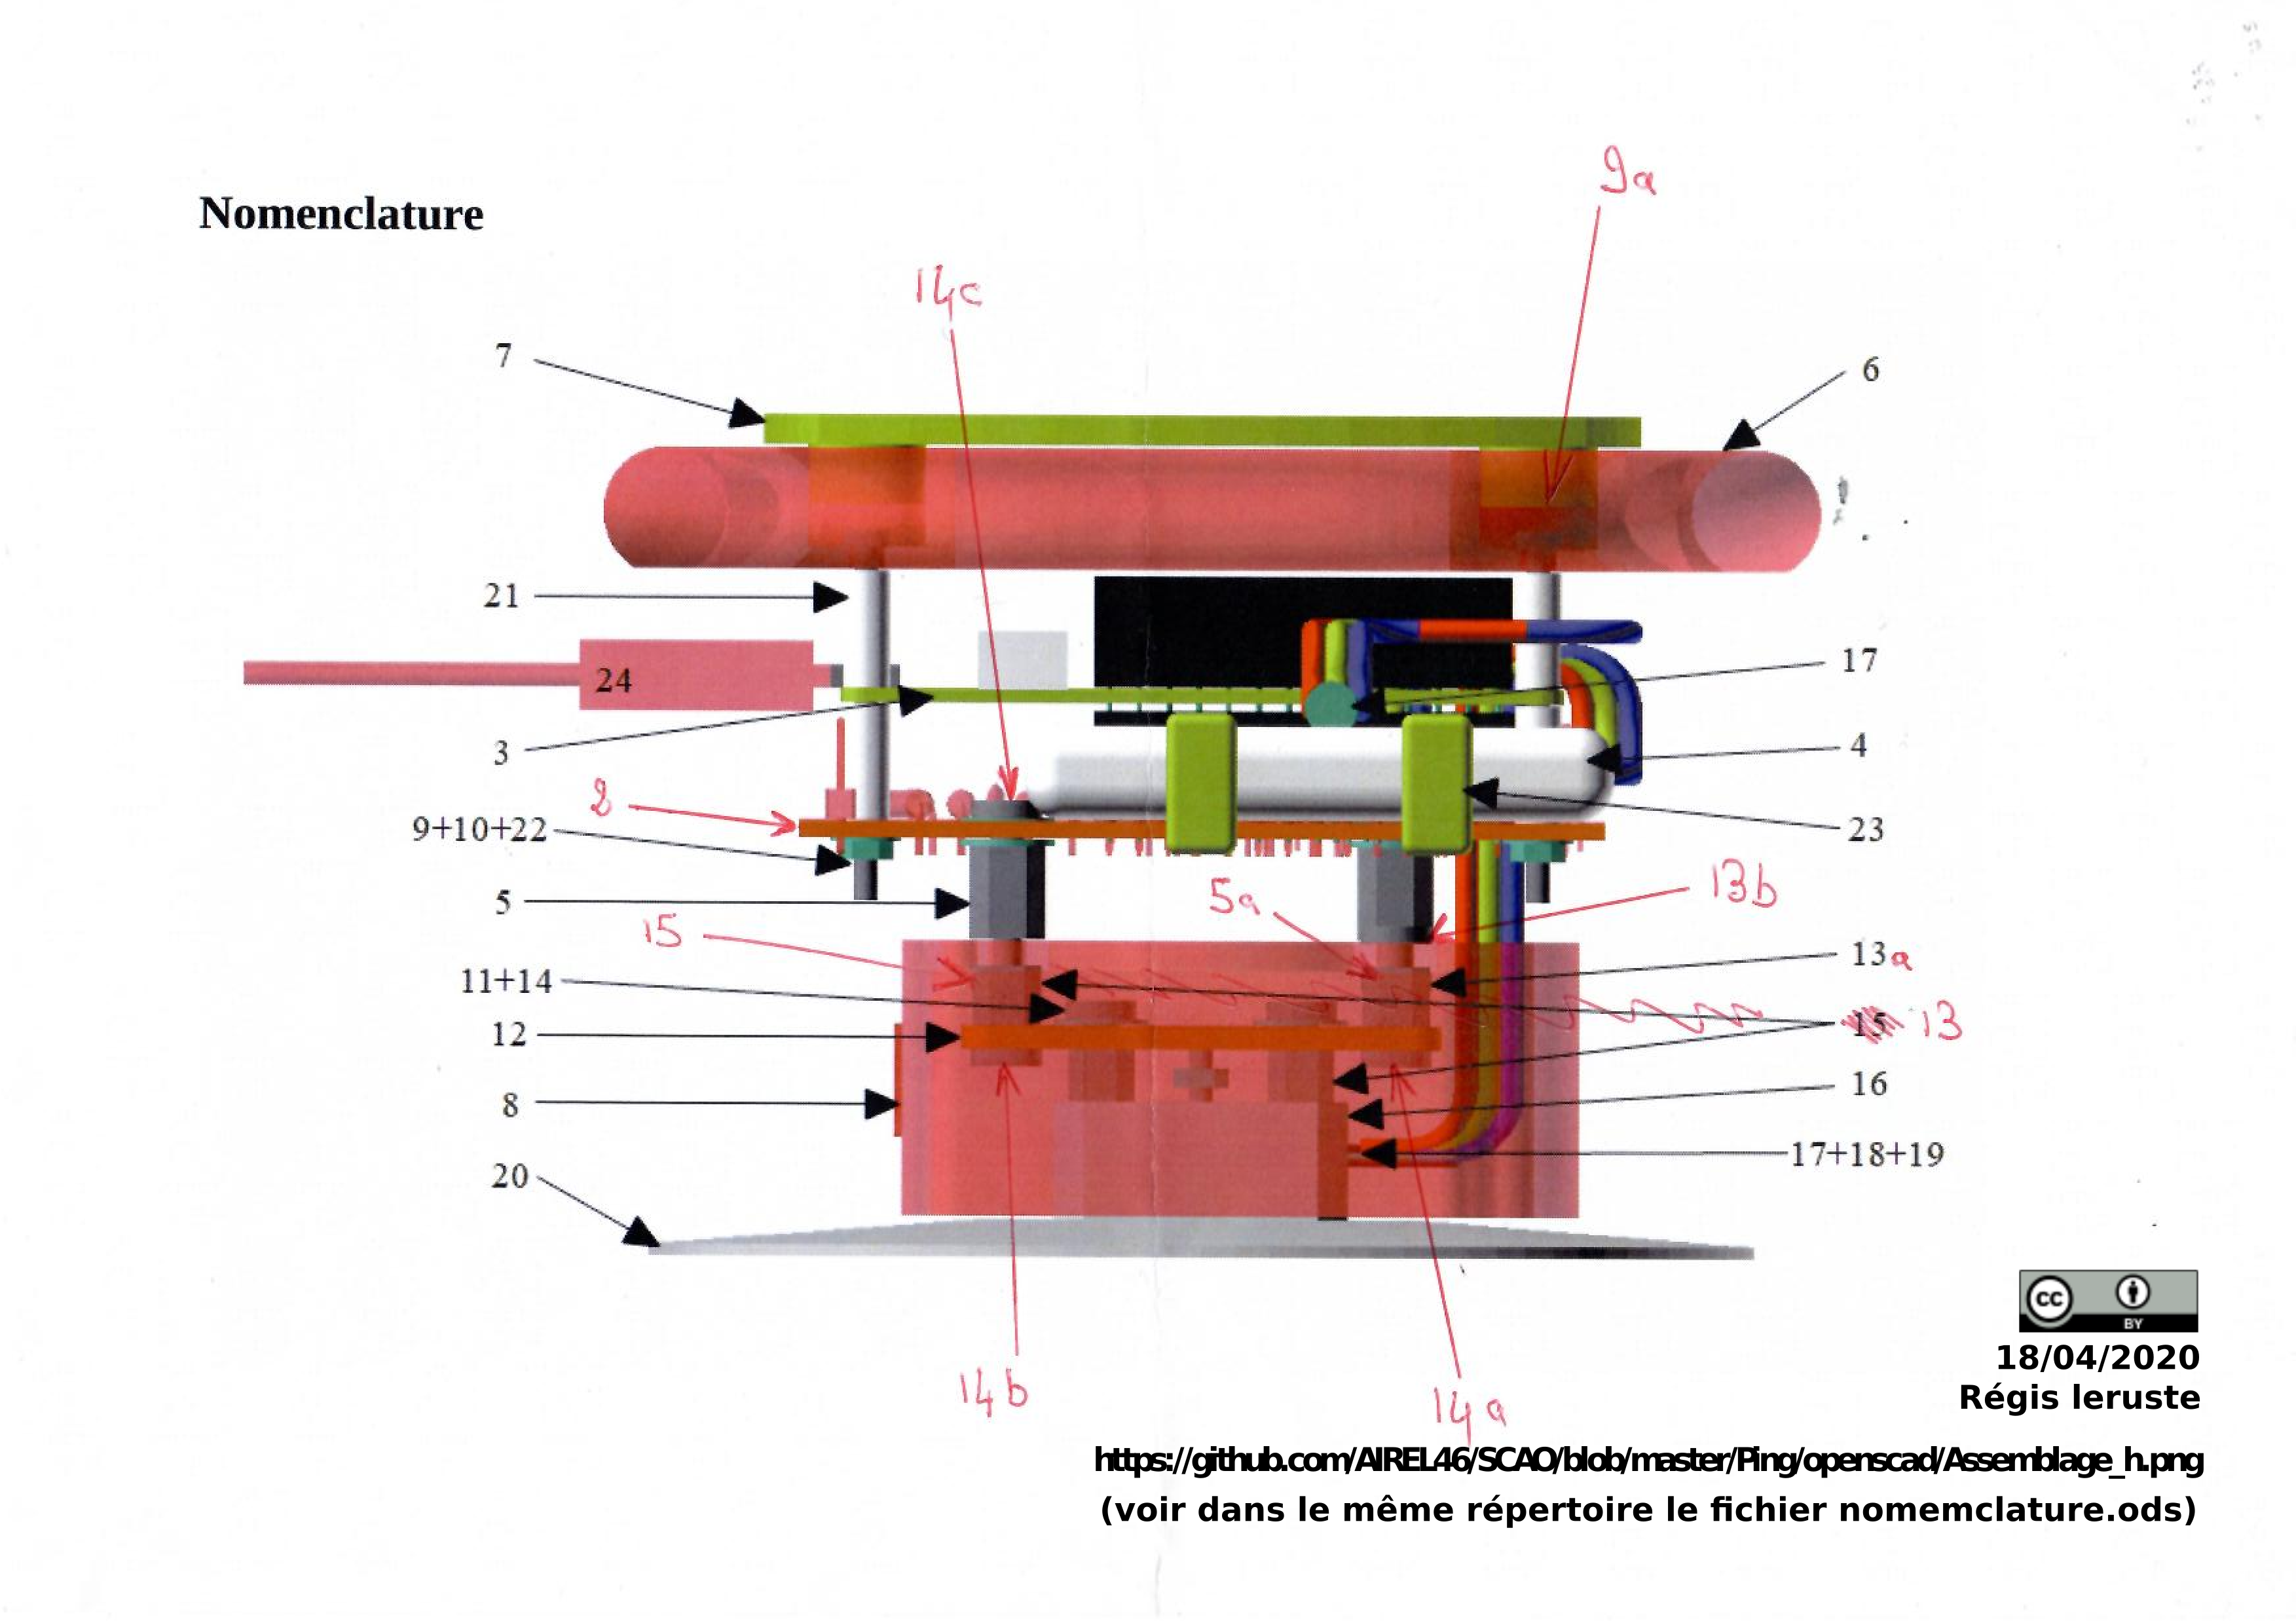 9a
Nomenclature
14c
7
6
21
24
17
3
4
2
9+10+22
23
5
5a
13b
15
13a
11+14
12
13
8
16
17+18+19
20
14b
14a
cc
BY
18/04/2020
Régis leruste
https://github.com/AIREL46/SCAO/blob/master/Ping/openscad/Assemblage_h.png
(voir dans le même répertoire le fichier nomemclature.ods)